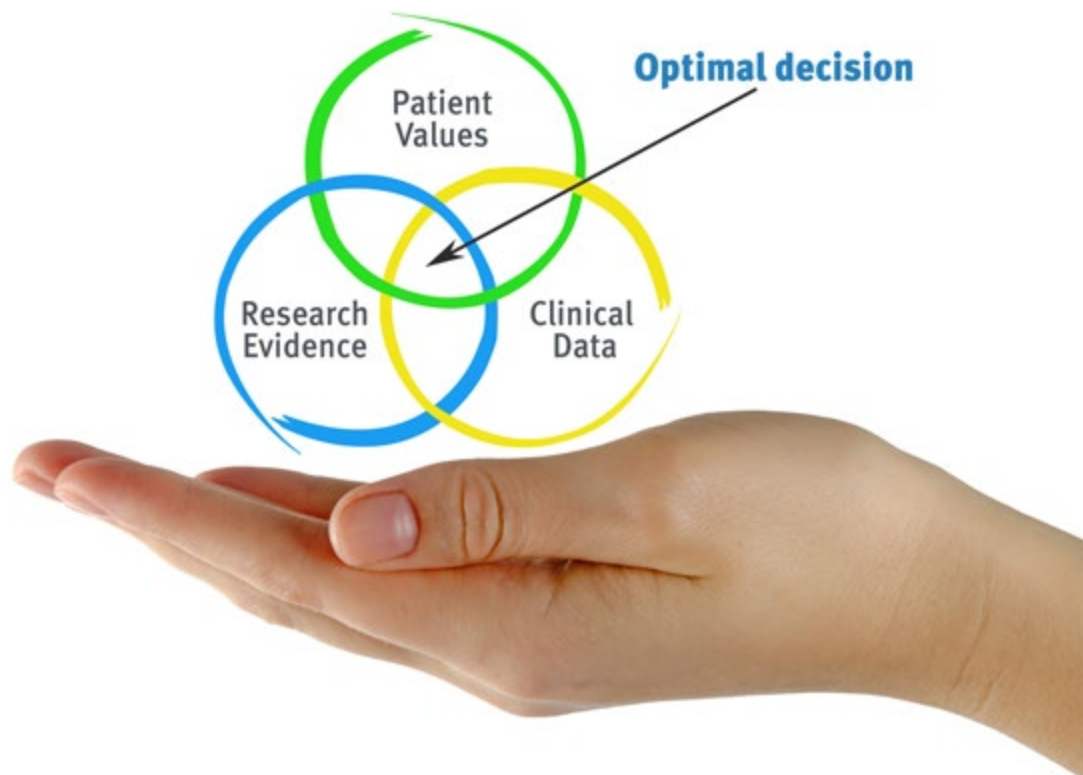 Optimal decision
Patient
Values
Research
Evidence
Clinical
Data